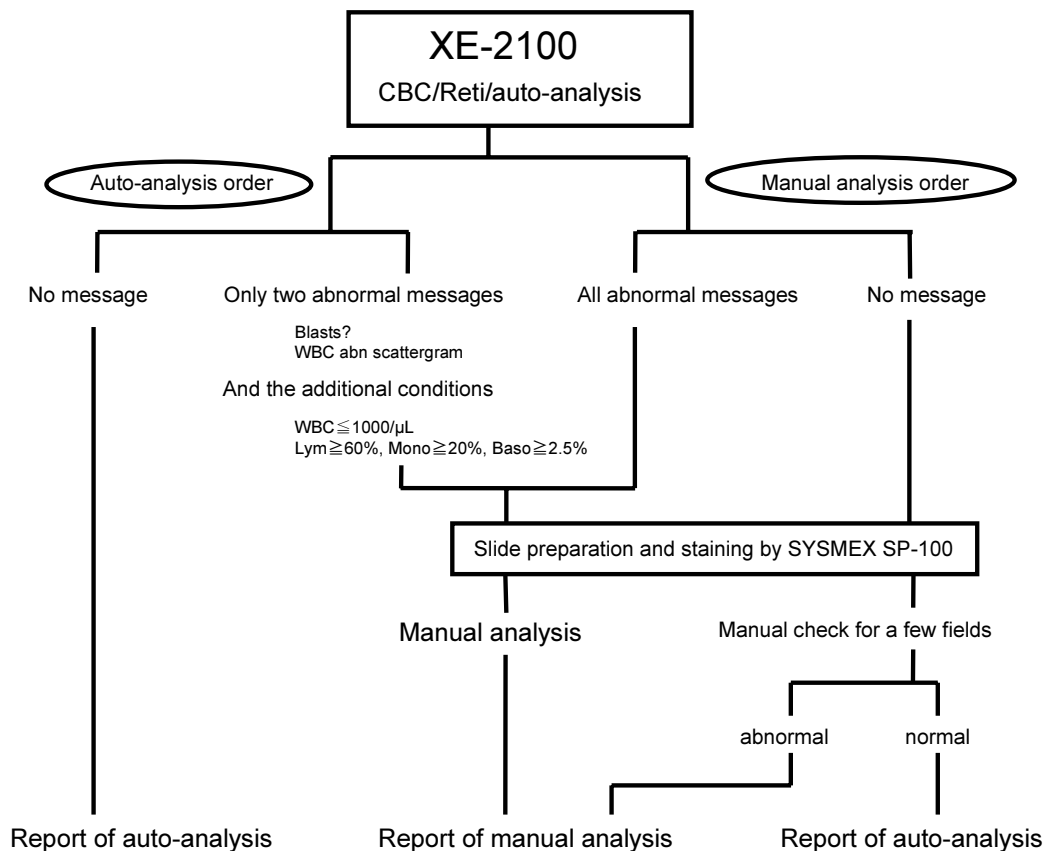 XE-2100
CBC/Reti/auto-analysis
Auto-analysis order
Manual analysis order
No message
Only two abnormal messages
All abnormal messages
No message
Blasts?
WBC abn scattergram
And the additional conditions
WBC≦1000/μL
Lym≧60%, Mono≧20%, Baso≧2.5%
Slide preparation and staining by SYSMEX SP-100
Manual analysis
Manual check for a few fields
abnormal
normal
Report of auto-analysis
Report of manual analysis
Report of auto-analysis